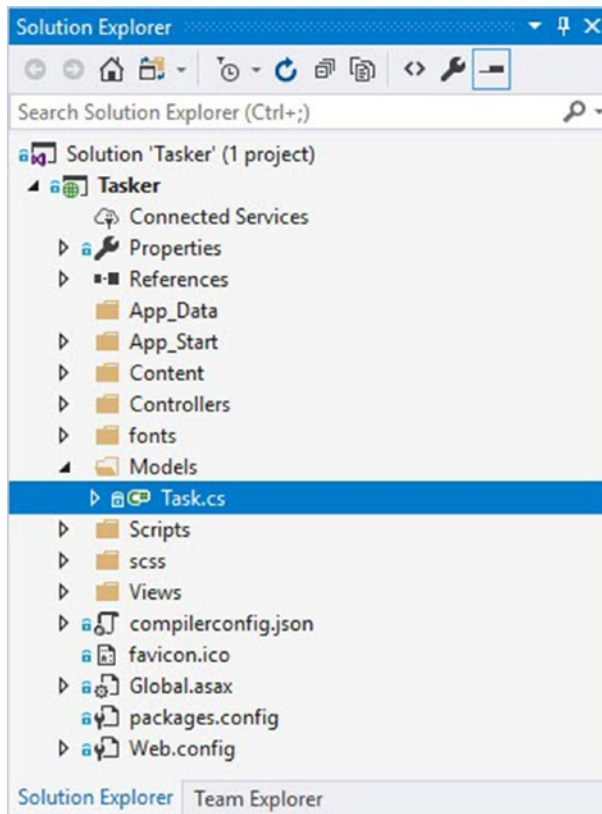 Solution Explorer
Search Solution Explorer (Ctrl+;)
Solution 'Tasker' (1 project)
Tasker
Connected Services
Properties
References
App_Data
App_Start
Content
Controllers
fonts
Models
Task.cs
Scripts
scss
Views
compilerconfig.json
favicon.ico
Global.asax
packages.config
Web.config
Solution Explorer Team Explorer